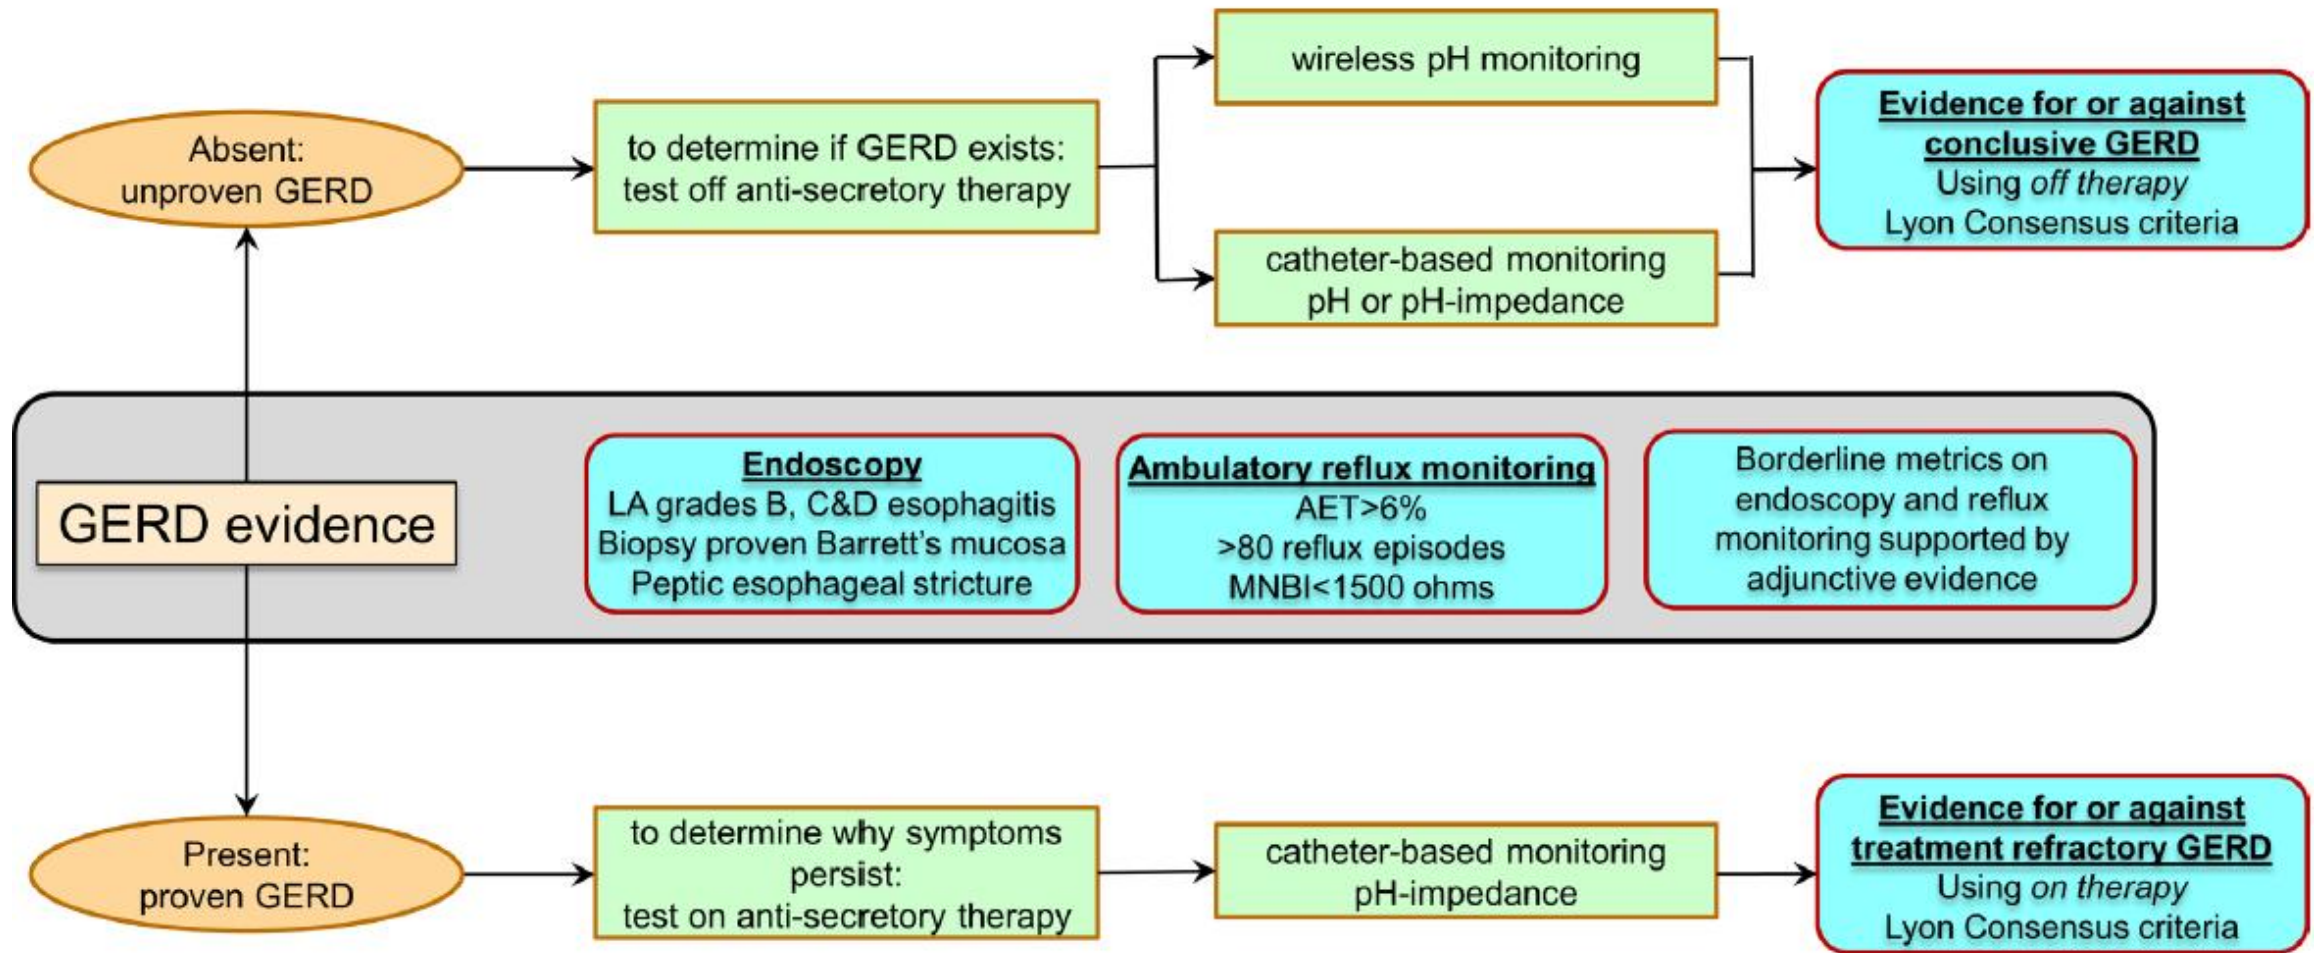 Absent:
unproven GERD
to determine if GERD exists:
test off anti-secretory therapy
wireless pH monitoring
catheter-based monitoring
pH or pH-impedance
Evidence for or against
conclusive GERD
Using off therapy
Lyon Consensus criteria
GERD evidence
Endoscopy
LA grades B, C&D esophagitis
Biopsy proven Barrett's mucosa
Peptic esophageal stricture
Ambulatory reflux monitoring
AET>6%
>80 reflux episodes
MNBI<1500 ohms
Borderline metrics on
endoscopy and reflux
monitoring supported by
adjunctive evidence
Present:
proven GERD
to determine why symptoms
persist:
test on anti-secretory therapy
catheter-based monitoring
pH-impedance
Evidence for or against
treatment refractory GERD
Using on therapy
Lyon Consensus criteria